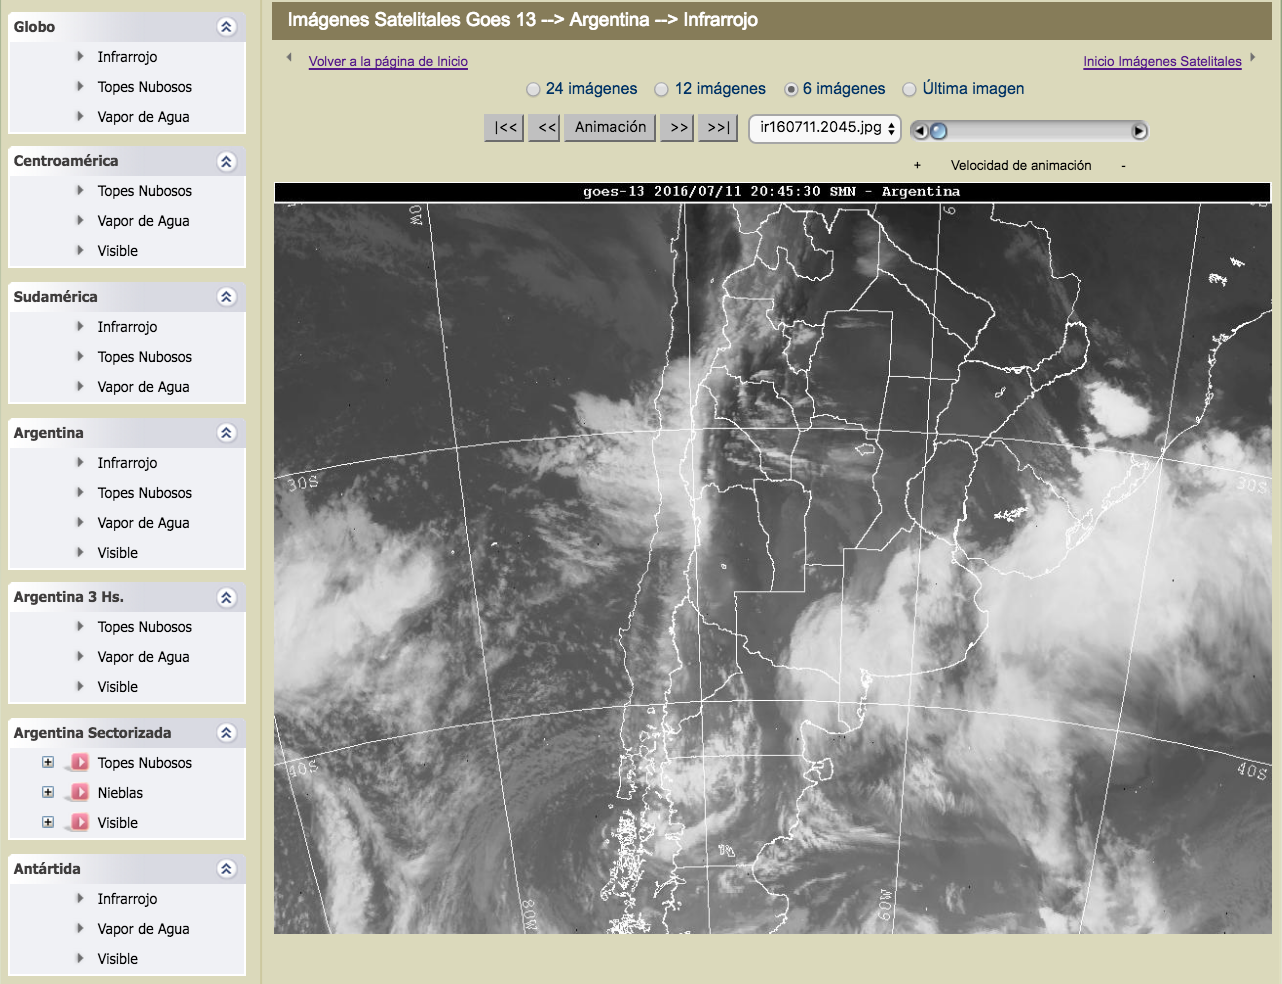 Globo
Infrarrojo
Topes Nubosos
Vapor de Agua
Centroamérica
Topes Nubosos
Vapor de Agua
Visible
Sudamérica
Infrarrojo
Topes Nubosos
Vapor de Agua
Argentina
Infrarrojo
Topes Nubosos
Vapor de Agua
Visible
Argentina 3 Hs.
Topes Nubosos
Vapor de Agua
Visible
Argentina Sectorizada
Topes Nubosos
Nieblas
Visible
Antártida
Infrarrojo
Vapor de Agua
Visible
Imágenes Satelitales Goes 13 --> Argentina --> Infrarrojo
Volver a la página de Inicio
Inicio Imágenes Satelitales
24 imágenes 12 imágenes 6 imágenes Última imagen
|<< << Animación >> >>| ir160711.2045.jpg
+ Velocidad de animación -
goes-13 2016/07/11 20:45:30 SMN - Argentina
30S
30S
40S
40S
80W
60W